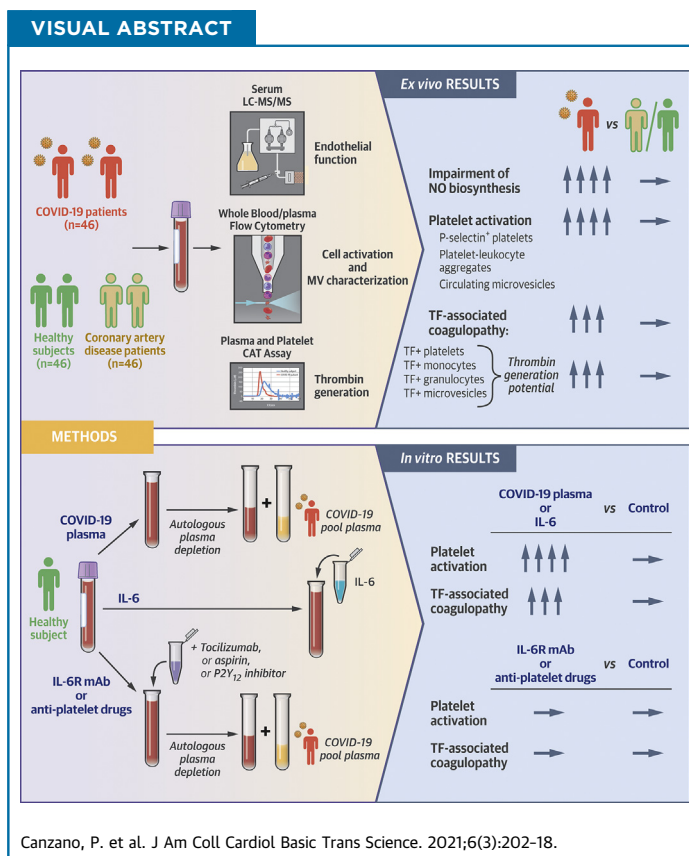 VISUAL ABSTRACT
COVID-19 patients
(n=46)
Healthy
subjects
(n=46)
Coronary artery
disease patients
(n=46)
Serum
LC-MS/MS
Endothelial
function
Whole Blood/plasma
Flow Cytometry
Cell activation
and
MV characterization
Plasma and Platelet
CAT Assay
Thrombin
generation
Ex vivo RESULTS
vs
Impairment of
NO biosynthesis
Platelet activation
P-selectin⁺ platelets
Platelet-leukocyte
aggregates
Circulating microvesicles
TF-associated
coagulopathy:
TF+ platelets
TF+ monocytes
TF+ granulocytes
TF+ microvesicles
Thrombin
generation
potential
METHODS
Healthy
subject
COVID-19
plasma
Autologous
plasma
depletion
+
COVID-19
pool plasma
IL-6
IL-6
IL-6R mAb
or
anti-platelet drugs
+ Tocilizumab,
or aspirin,
or P2Y₁₂ inhibitor
Autologous
plasma
depletion
+
COVID-19
pool plasma
In vitro RESULTS
COVID-19 plasma
or
IL-6
vs
Control
Platelet
activation
TF-associated
coagulopathy
IL-6R mAb
or
anti-platelet drugs
vs
Control
Platelet
activation
TF-associated
coagulopathy
Canzano, P. et al. J Am Coll Cardiol Basic Trans Science. 2021;6(3):202-18.